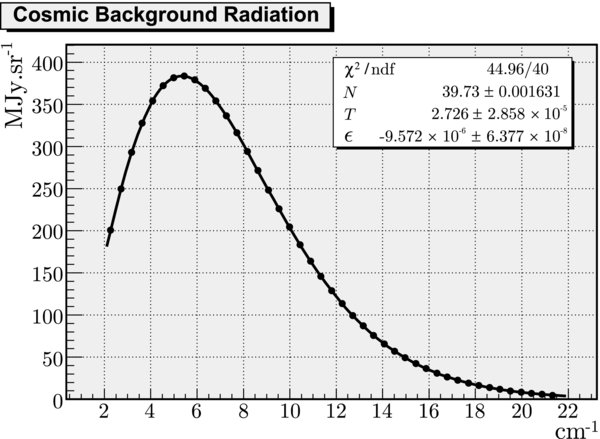 Cosmic Background Radiation
MJy.sr⁻¹
400
350
300
250
200
150
100
50
0
χ² / ndf 44.96/40
N 39.73 ± 0.001631
T 2.726 ± 2.858 × 10⁻⁵
ϵ -9.572 × 10⁻⁶ ± 6.377 × 10⁻⁸
2 4 6 8 10 12 14 16 18 20 22
cm⁻¹